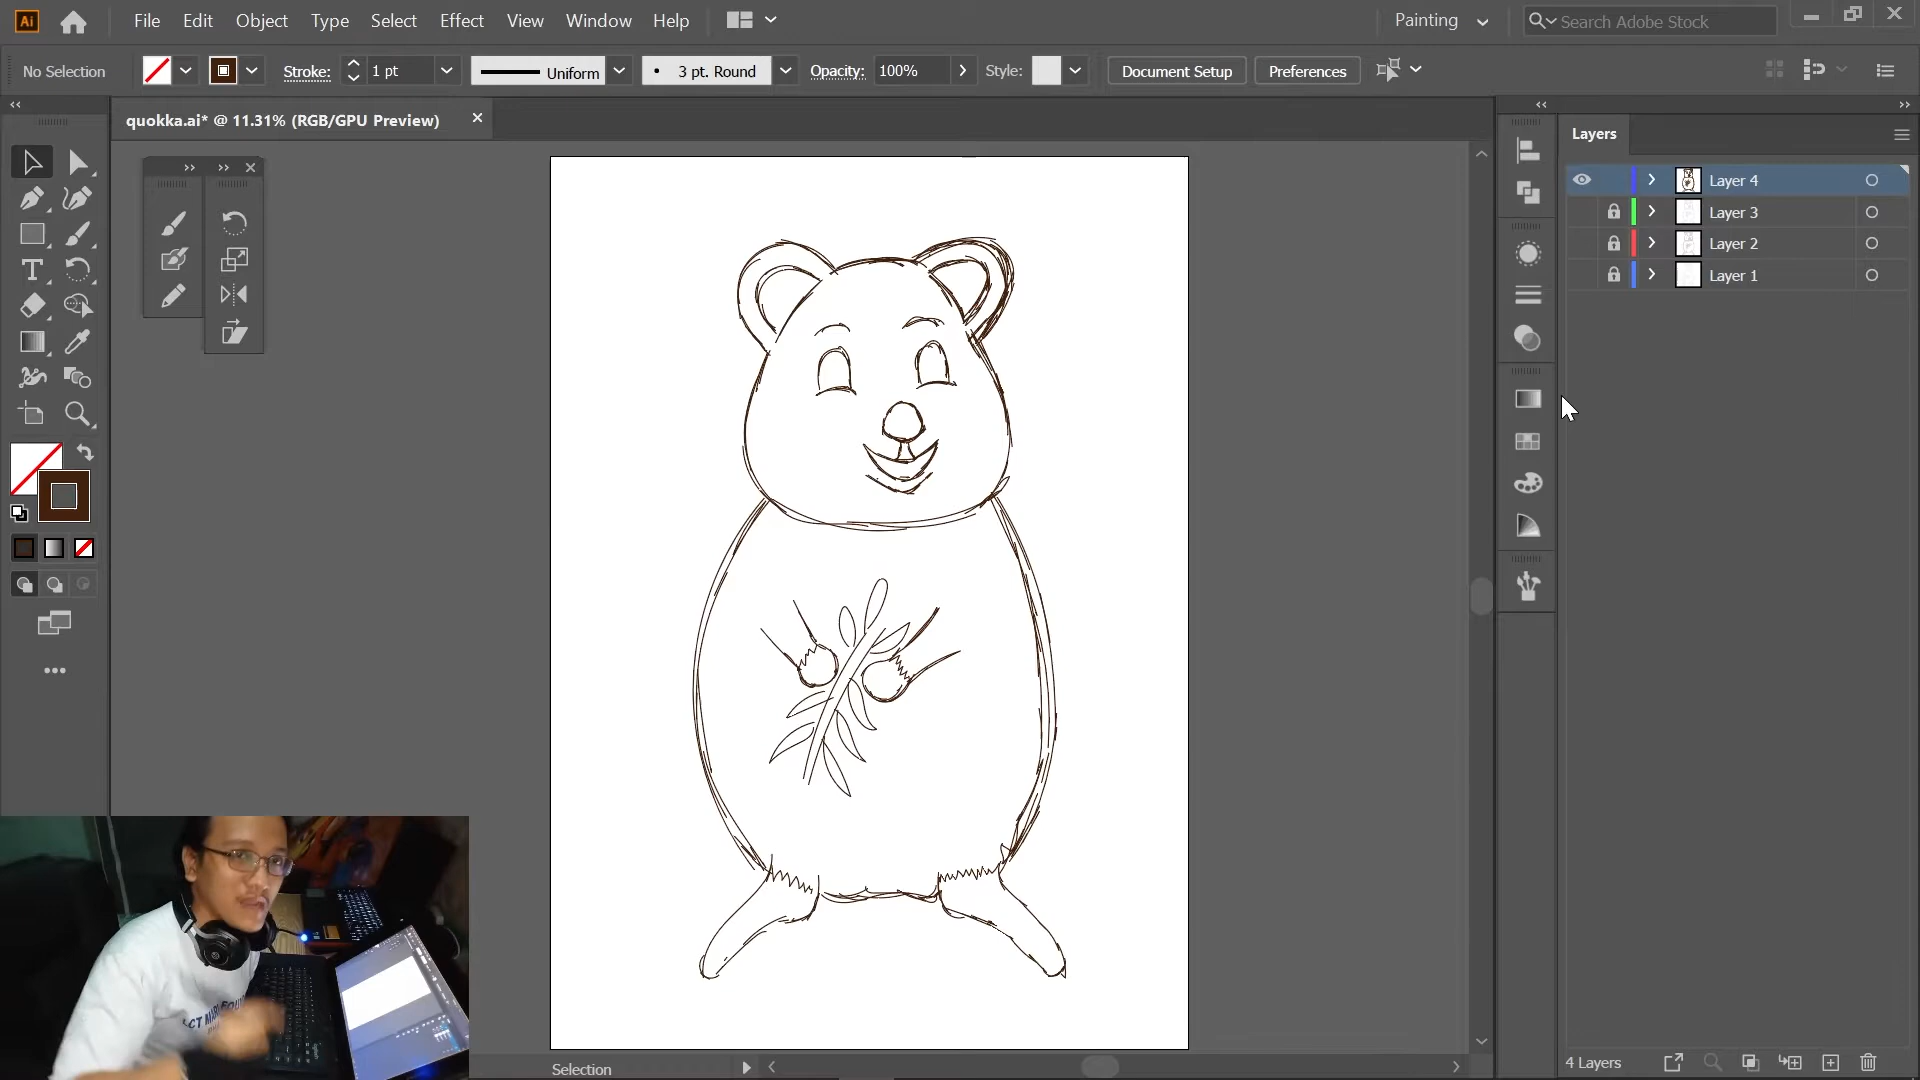 Ai File Edit Object Type Select Effect View Window Help Painting Search Adobe Stock
No Selection Stroke: 1 pt Uniform 3 pt. Round Opacity: 100% Style: Document Setup Preferences
quokka.ai* @ 11.31% (RGB/GPU Preview)
Layers
Layer 4
Layer 3
Layer 2
Layer 1
Selection
4 Layers